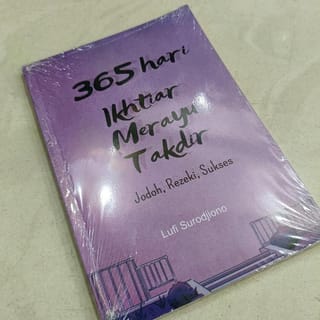 365 hari
Ikhtiar
Merayu
Takdir
Jodoh, Rezeki, Sukses
Lufi Surodjiono